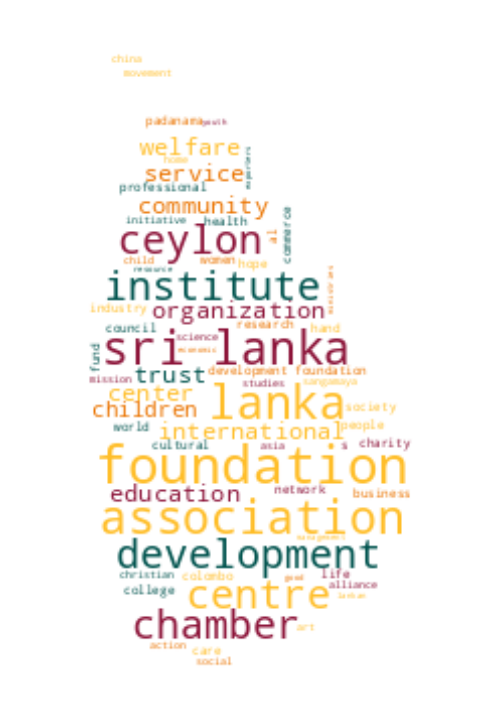 china
movement
padanama youth
welfare
home
exporters
service
professional
community
commerce
initiative health
ceylon
al
child women hope
resource
ministries
institute
industry organization
council research hand
science
sri lanka
economic
fund
trust development foundation
mission studies sangamaya
center
children lanka society
world international people
cultural asia s charity
foundation
education network business
association
management
development
christian colombo good life
alliance
college centre lankan
chamber art
action care
social